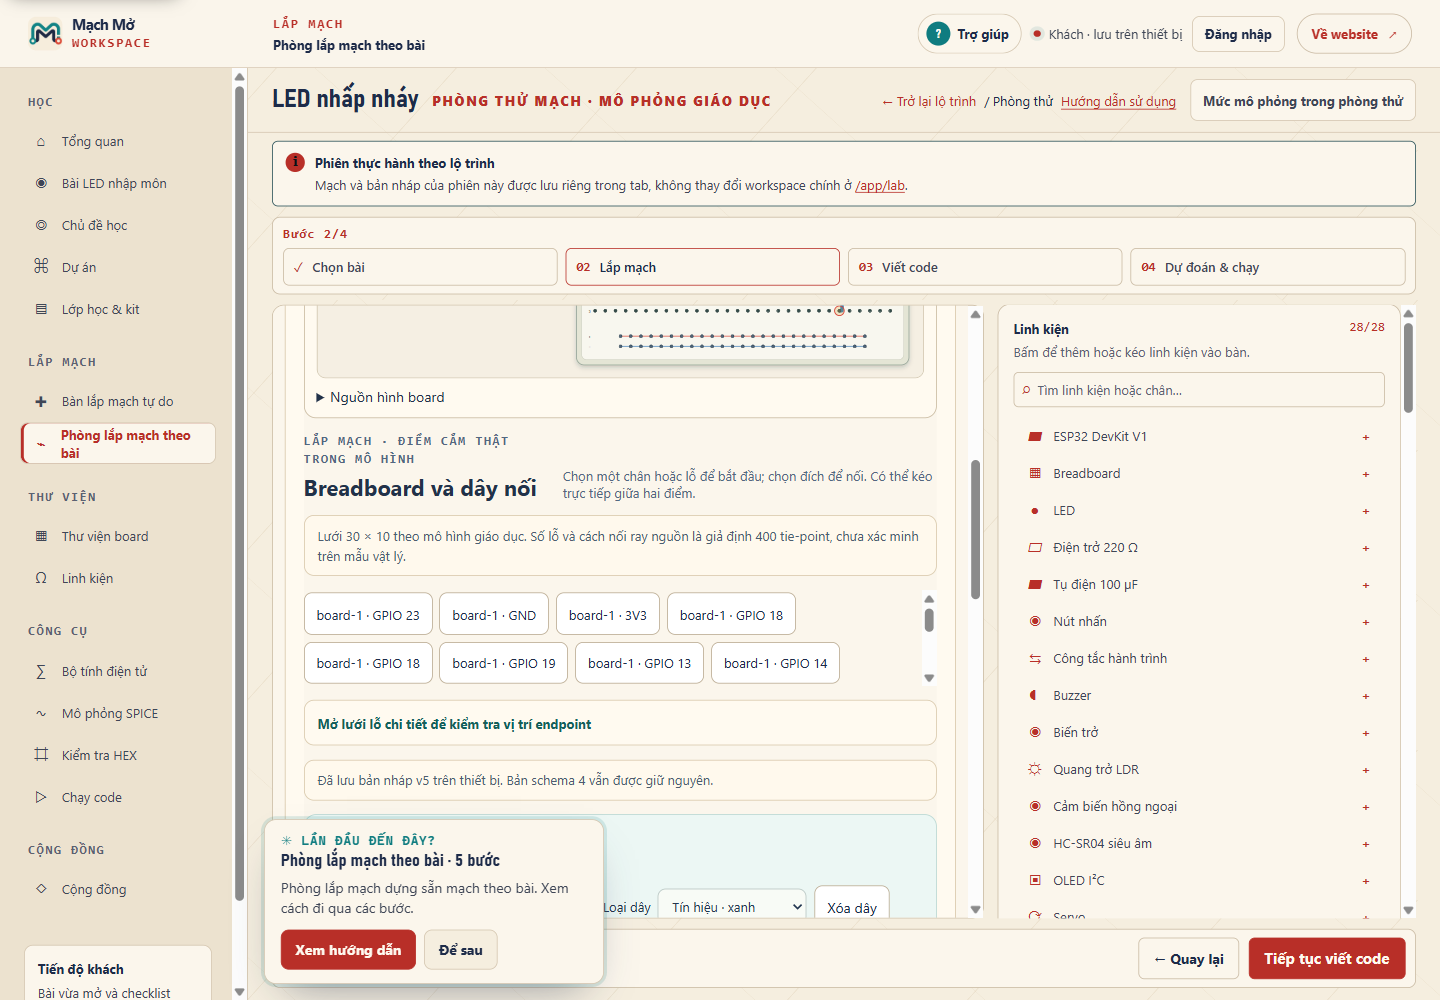 Mạch Mở
WORKSPACE
LẮP MẠCH
Phòng lắp mạch theo bài
? Trợ giúp
Khách · lưu trên thiết bị
Đăng nhập
Về website ↗
HỌC
Tổng quan
Bài LED nhập môn
Chủ đề học
Dự án
Lớp học & kit
LẮP MẠCH
Bàn lắp mạch tự do
Phòng lắp mạch theo
bài
THƯ VIỆN
Thư viện board
Linh kiện
CÔNG CỤ
Bộ tính điện tử
Mô phỏng SPICE
Kiểm tra HEX
Chạy code
CỘNG ĐỒNG
Cộng đồng
Tiến độ khách
Bài vừa mở và checklist
LED nhấp nháy
PHÒNG THỬ MẠCH · MÔ PHỎNG GIÁO DỤC
← Trở lại lộ trình / Phòng thử Hướng dẫn sử dụng
Mức mô phỏng trong phòng thử
Phiên thực hành theo lộ trình
Mạch và bản nháp của phiên này được lưu riêng trong tab, không thay đổi workspace chính ở /app/lab.
Bước 2/4
✓ Chọn bài
02 Lắp mạch
03 Viết code
04 Dự đoán & chạy
▶ Nguồn hình board
LẮP MẠCH · ĐIỂM CẮM THẬT
TRONG MÔ HÌNH
Breadboard và dây nối
Chọn một chân hoặc lỗ để bắt đầu; chọn đích để nối. Có thể kéo
trực tiếp giữa hai điểm.
Lưới 30 × 10 theo mô hình giáo dục. Số lỗ và cách nối ray nguồn là giả định 400 tie-point, chưa xác minh
trên mẫu vật lý.
board-1 · GPIO 23
board-1 · GND
board-1 · 3V3
board-1 · GPIO 18
board-1 · GPIO 18
board-1 · GPIO 19
board-1 · GPIO 13
board-1 · GPIO 14
Mở lưới lỗ chi tiết để kiểm tra vị trí endpoint
Đã lưu bản nháp v5 trên thiết bị. Bản schema 4 vẫn được giữ nguyên.
Loại dây
Tín hiệu · xanh
Xóa dây
✳ LẦN ĐẦU ĐẾN ĐÂY?
Phòng lắp mạch theo bài · 5 bước
Phòng lắp mạch dựng sẵn mạch theo bài. Xem
cách đi qua các bước.
Xem hướng dẫn
Để sau
Linh kiện
28/28
Bấm để thêm hoặc kéo linh kiện vào bàn.
Tìm linh kiện hoặc chân...
ESP32 DevKit V1 +
Breadboard +
LED +
Điện trở 220 Ω +
Tụ điện 100 µF +
Nút nhấn +
Công tắc hành trình +
Buzzer +
Biến trở +
Quang trở LDR +
Cảm biến hồng ngoại +
HC-SR04 siêu âm +
OLED I²C +
Servo +
← Quay lại
Tiếp tục viết code